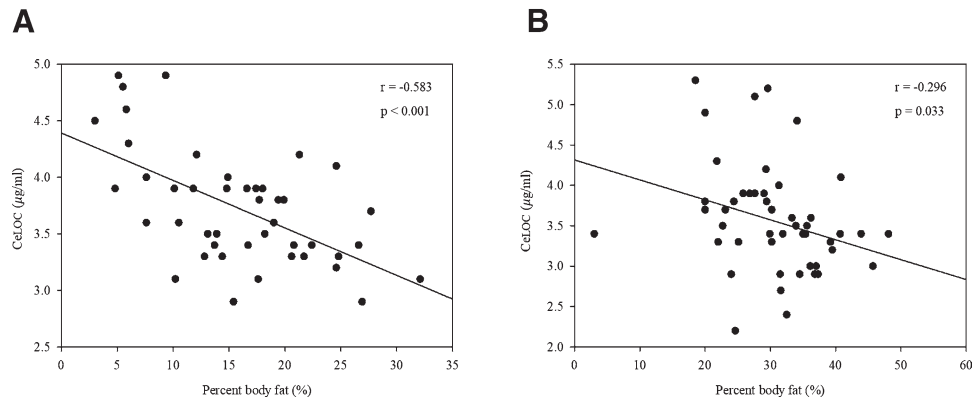 A
B
5.0
4.5
4.0
3.5
3.0
2.5
CeLOC (μg/ml)
r = -0.583
p < 0.001
0 5 10 15 20 25 30 35
Percent body fat (%)
5.5
5.0
4.5
4.0
3.5
3.0
2.5
2.0
CeLOC (μg/ml)
r = -0.296
p = 0.033
0 10 20 30 40 50 60
Percent body fat (%)